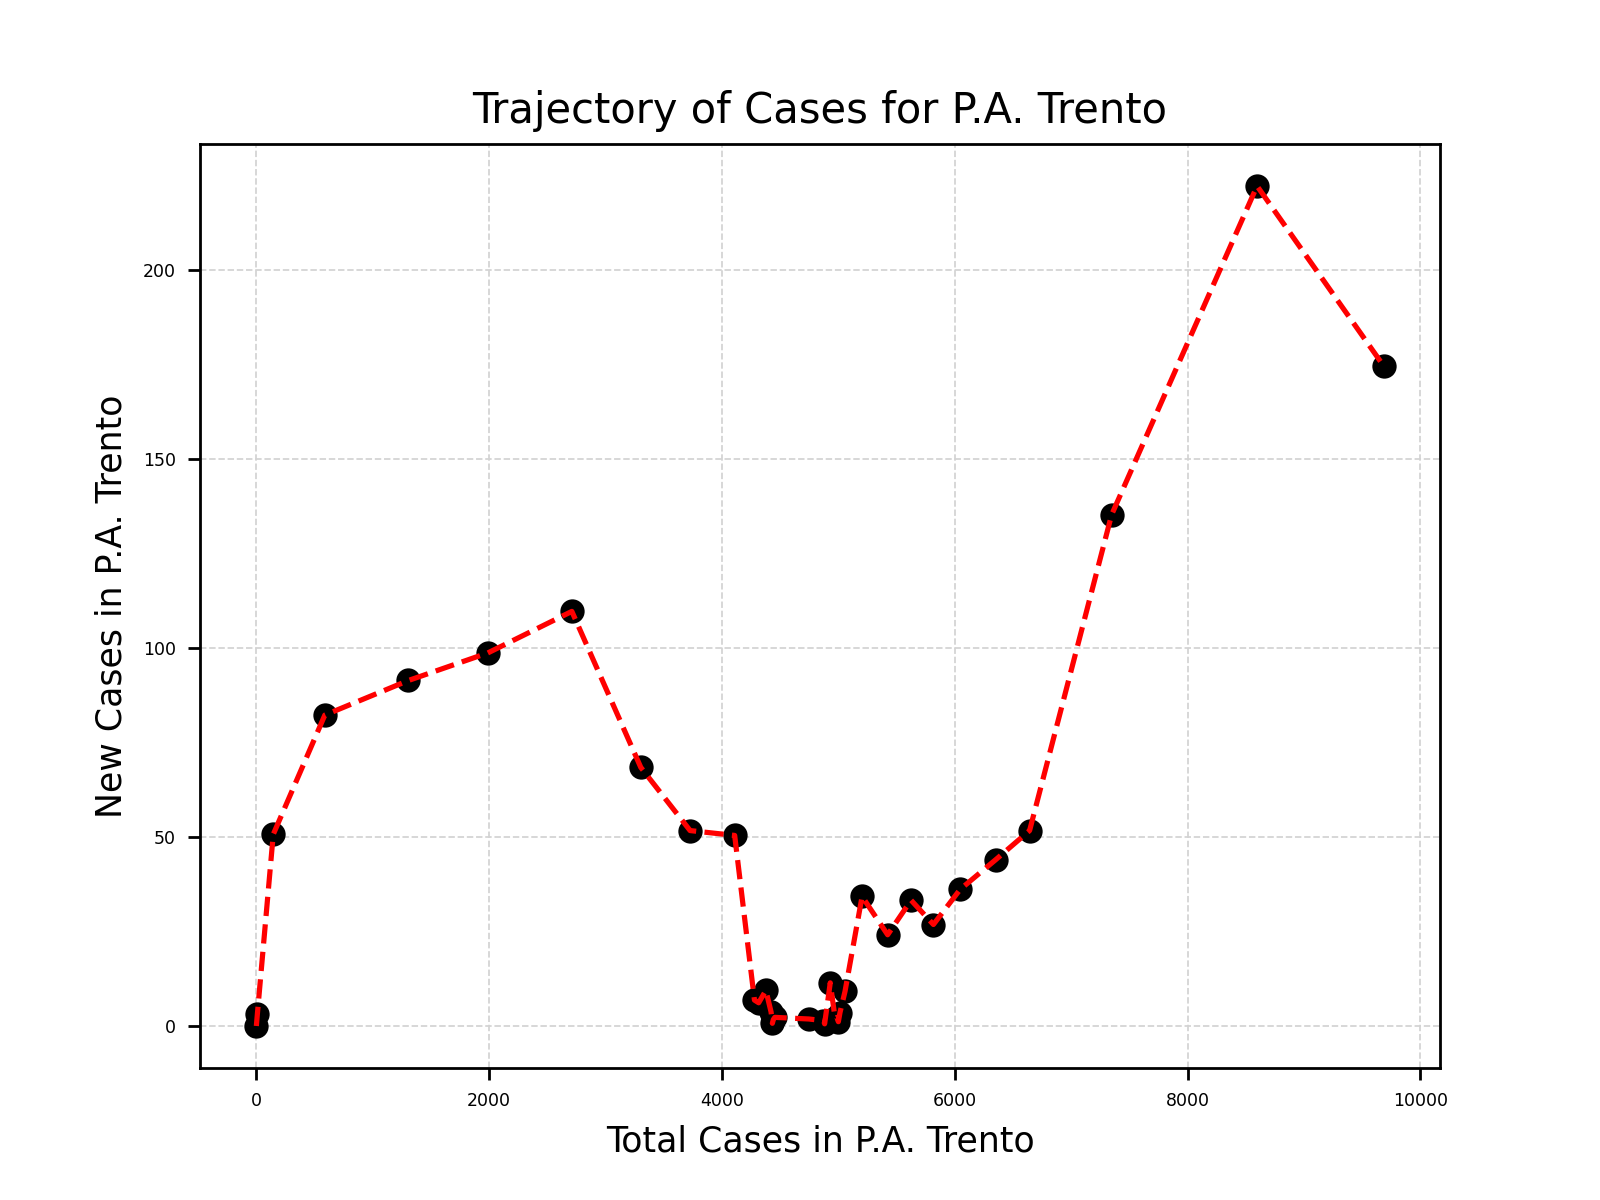 Trajectory of Cases for P.A. Trento
New Cases in P.A. Trento
200
150
100
50
0
0 2000 4000 6000 8000 10000
Total Cases in P.A. Trento